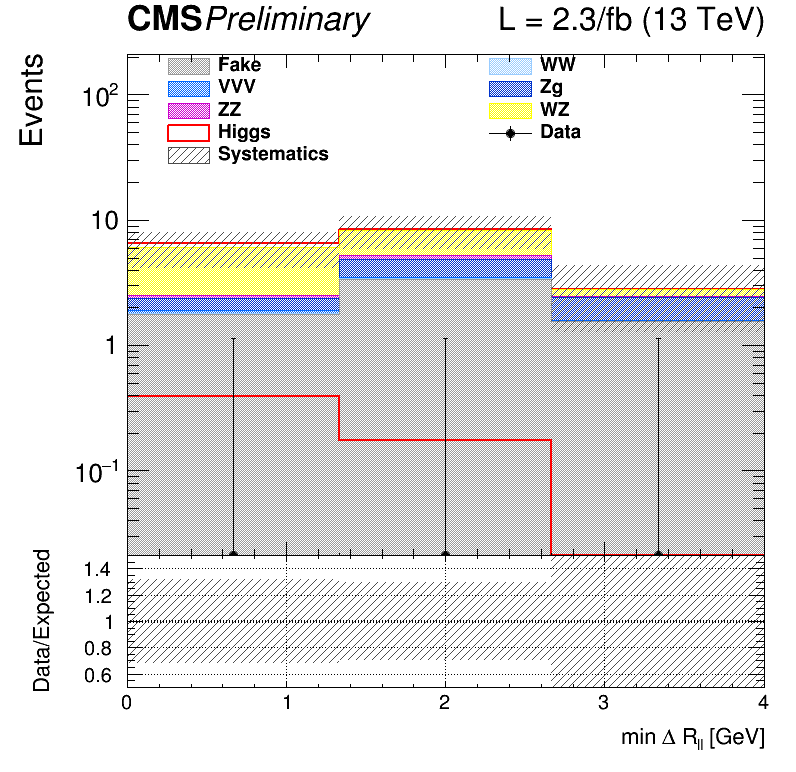 CMS Preliminary L = 2.3/fb (13 TeV)
Events
Fake WW
VVV Zg
ZZ WZ
Higgs Data
Systematics
10²
10
1
10⁻¹
Data/Expected
1.4
1.2
1
0.8
0.6
0 1 2 3 4
min Δ R_ll [GeV]